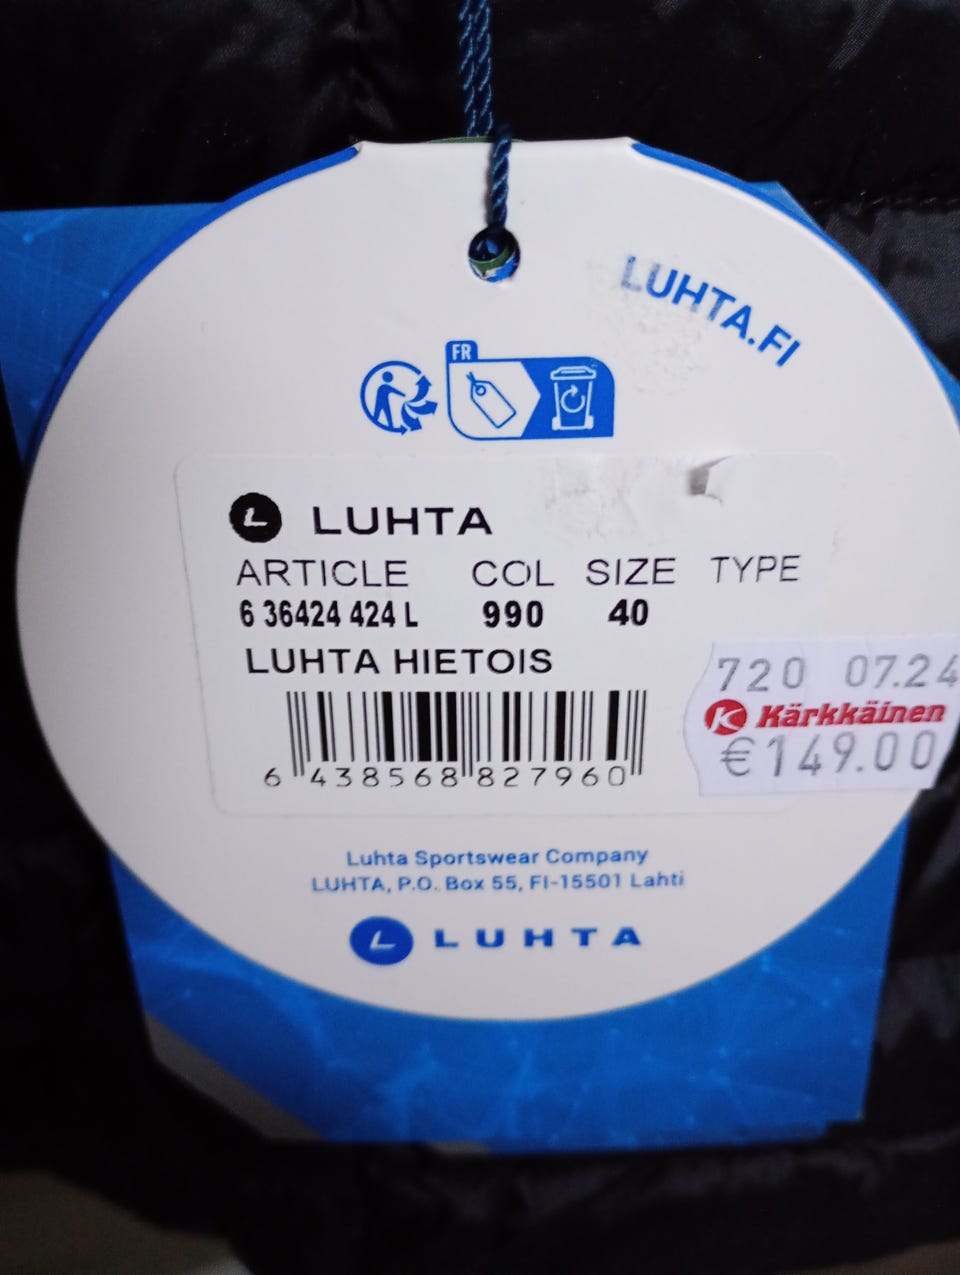 LUHTA.FI
FR
L LUHTA
ARTICLE COL SIZE TYPE
6 36424 424 L 990 40
LUHTA HIETOIS
6 438568 827960
720 07.24
K Kärkkäinen
€149.00
Luhta Sportswear Company
LUHTA, P.O. Box 55, FI-15501 Lahti
L LUHTA